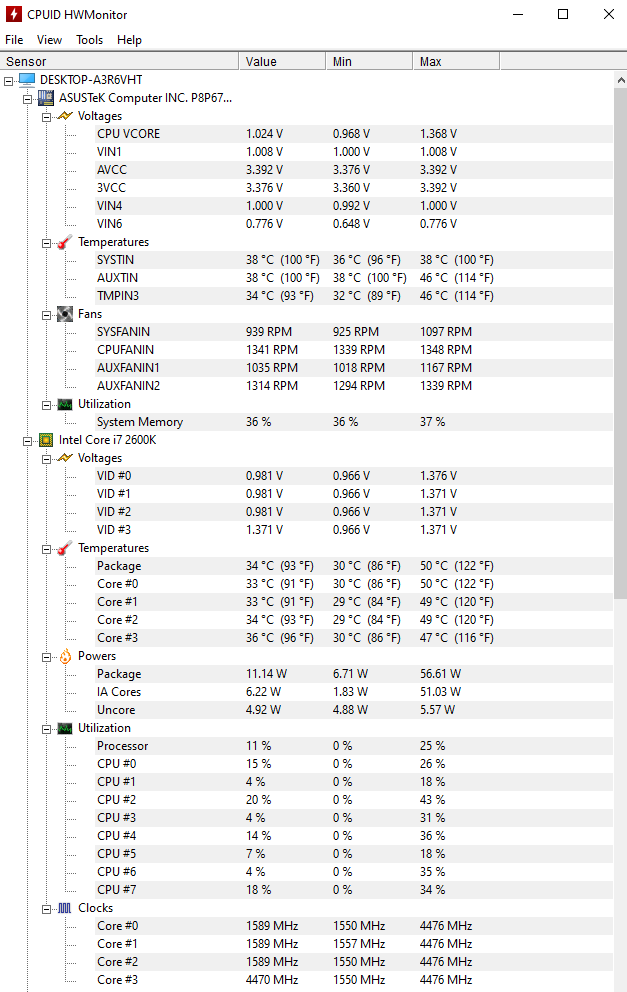 CPUID HWMonitor
File View Tools Help
Sensor Value Min Max
DESKTOP-A3R6VHT
ASUSTeK Computer INC. P8P67...
Voltages
CPU VCORE 1.024 V 0.968 V 1.368 V
VIN1 1.008 V 1.000 V 1.008 V
AVCC 3.392 V 3.376 V 3.392 V
3VCC 3.376 V 3.360 V 3.392 V
VIN4 1.000 V 0.992 V 1.000 V
VIN6 0.776 V 0.648 V 0.776 V
Temperatures
SYSTIN 38 °C (100 °F) 36 °C (96 °F) 38 °C (100 °F)
AUXTIN 38 °C (100 °F) 38 °C (100 °F) 46 °C (114 °F)
TMPIN3 34 °C (93 °F) 32 °C (89 °F) 46 °C (114 °F)
Fans
SYSFANIN 939 RPM 925 RPM 1097 RPM
CPUFANIN 1341 RPM 1339 RPM 1348 RPM
AUXFANIN1 1035 RPM 1018 RPM 1167 RPM
AUXFANIN2 1314 RPM 1294 RPM 1339 RPM
Utilization
System Memory 36 % 36 % 37 %
Intel Core i7 2600K
Voltages
VID #0 0.981 V 0.966 V 1.376 V
VID #1 0.981 V 0.966 V 1.371 V
VID #2 0.981 V 0.966 V 1.371 V
VID #3 1.371 V 0.966 V 1.371 V
Temperatures
Package 34 °C (93 °F) 30 °C (86 °F) 50 °C (122 °F)
Core #0 33 °C (91 °F) 30 °C (86 °F) 50 °C (122 °F)
Core #1 33 °C (91 °F) 29 °C (84 °F) 49 °C (120 °F)
Core #2 34 °C (93 °F) 29 °C (84 °F) 49 °C (120 °F)
Core #3 36 °C (96 °F) 30 °C (86 °F) 47 °C (116 °F)
Powers
Package 11.14 W 6.71 W 56.61 W
IA Cores 6.22 W 1.83 W 51.03 W
Uncore 4.92 W 4.88 W 5.57 W
Utilization
Processor 11 % 0 % 25 %
CPU #0 15 % 0 % 26 %
CPU #1 4 % 0 % 18 %
CPU #2 20 % 0 % 43 %
CPU #3 4 % 0 % 31 %
CPU #4 14 % 0 % 36 %
CPU #5 7 % 0 % 18 %
CPU #6 4 % 0 % 35 %
CPU #7 18 % 0 % 34 %
Clocks
Core #0 1589 MHz 1550 MHz 4476 MHz
Core #1 1589 MHz 1557 MHz 4476 MHz
Core #2 1589 MHz 1550 MHz 4476 MHz
Core #3 4470 MHz 1550 MHz 4476 MHz